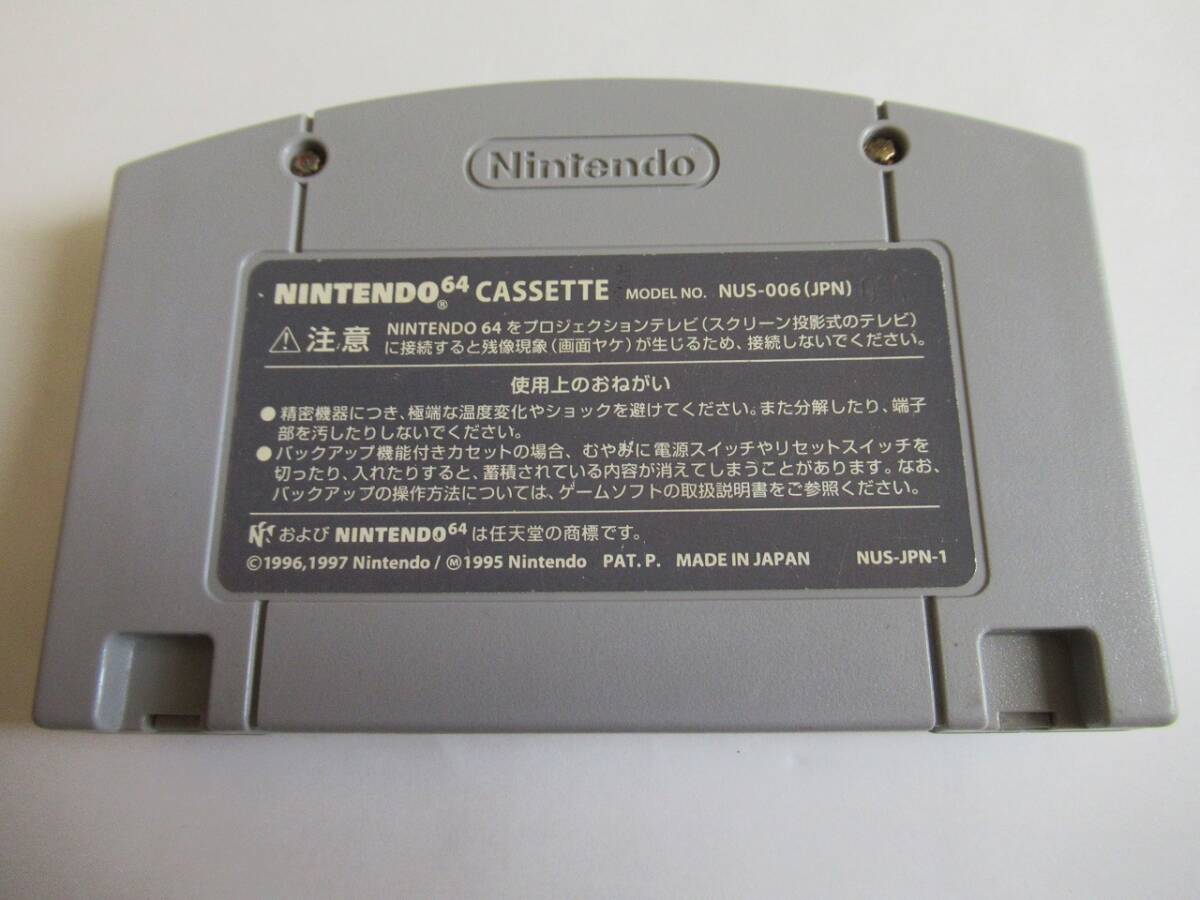 Nintendo
NINTENDO64® CASSETTE MODEL NO. NUS-006(JPN)
⚠ 注意 NINTENDO 64 をプロジェクションテレビ(スクリーン投影式のテレビ)
に接続すると残像現象(画面ヤケ)が生じるため、接続しないでください。
使用上のおねがい
●精密機器につき、極端な温度変化やショックを避けてください。また分解したり、端子
部を汚したりしないでください。
●バックアップ機能付きカセットの場合、むやみに電源スイッチやリセットスイッチを
切ったり、入れたりすると、蓄積されている内容が消えてしまうことがあります。なお、
バックアップの操作方法については、ゲームソフトの取扱説明書をご参照ください。
および NINTENDO64 は任天堂の商標です。
©1996,1997 Nintendo / Ⓜ1995 Nintendo PAT. P. MADE IN JAPAN NUS-JPN-1